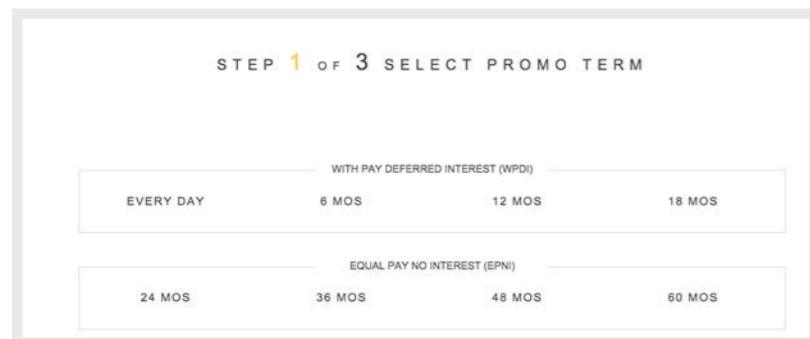 STEP 1 OF 3 SELECT PROMO TERM
WITH PAY DEFERRED INTEREST (WPDI)
EVERY DAY 6 MOS 12 MOS 18 MOS
EQUAL PAY NO INTEREST (EPNI)
24 MOS 36 MOS 48 MOS 60 MOS